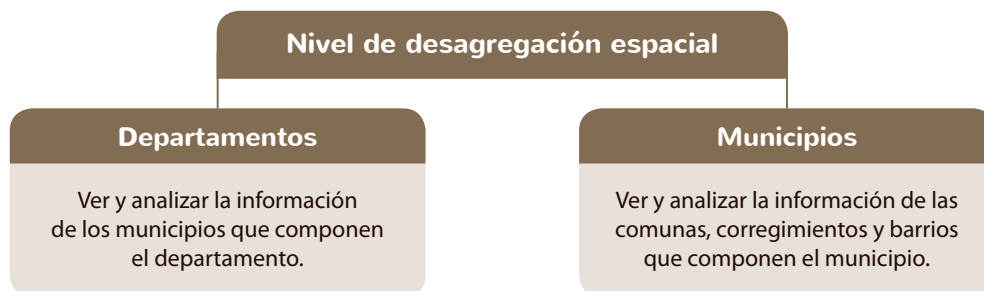 Nivel de desagregación espacial
Departamentos
Ver y analizar la información
de los municipios que componen
el departamento.
Municipios
Ver y analizar la información de las
comunas, corregimientos y barrios
que componen el municipio.